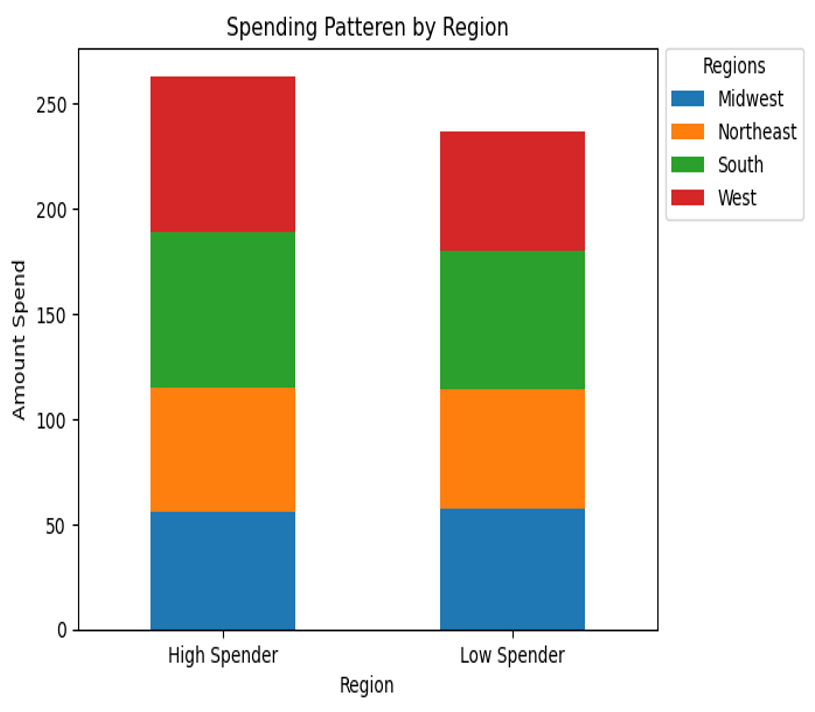 Spending Patteren by Region
Regions
Midwest
Northeast
South
West
Amount Spend
250
200
150
100
50
0
High Spender
Low Spender
Region